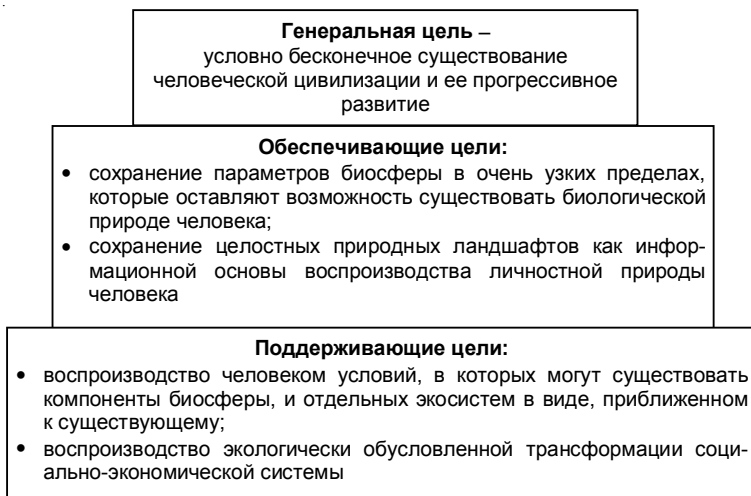 Генеральная цель –
условно бесконечное существование
человеческой цивилизации и ее прогрессивное
развитие
Обеспечивающие цели:
• сохранение параметров биосферы в очень узких пределах,
которые оставляют возможность существовать биологической
природе человека;
• сохранение целостных природных ландшафтов как инфор-
мационной основы воспроизводства личностной природы
человека
Поддерживающие цели:
• воспроизводство человеком условий, в которых могут существовать
компоненты биосферы, и отдельных экосистем в виде, приближенном
к существующему;
• воспроизводство экологически обусловленной трансформации соци-
ально-экономической системы